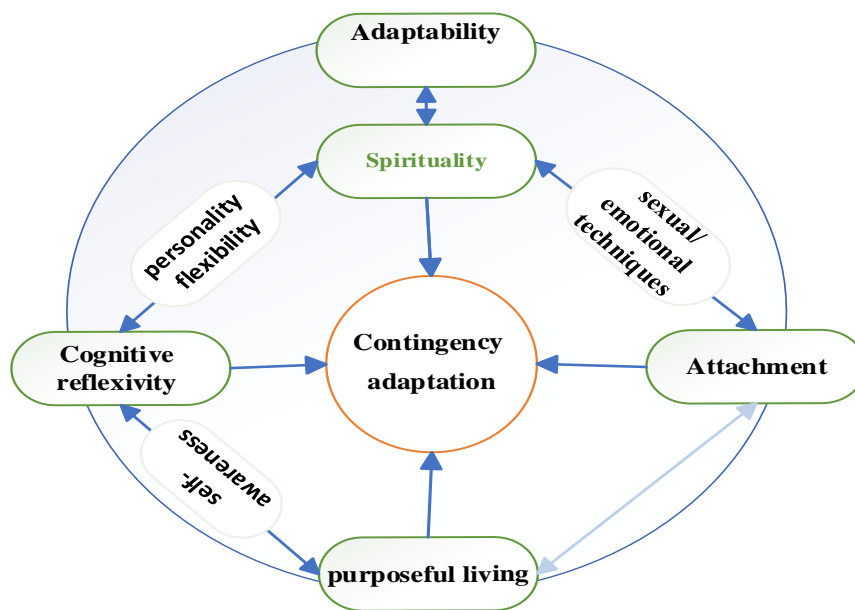 Adaptability
Spirituality
personality
flexibility
sexual/
emotional
techniques
Cognitive
reflexivity
Contingency
adaptation
Attachment
self-
awareness
purposeful living